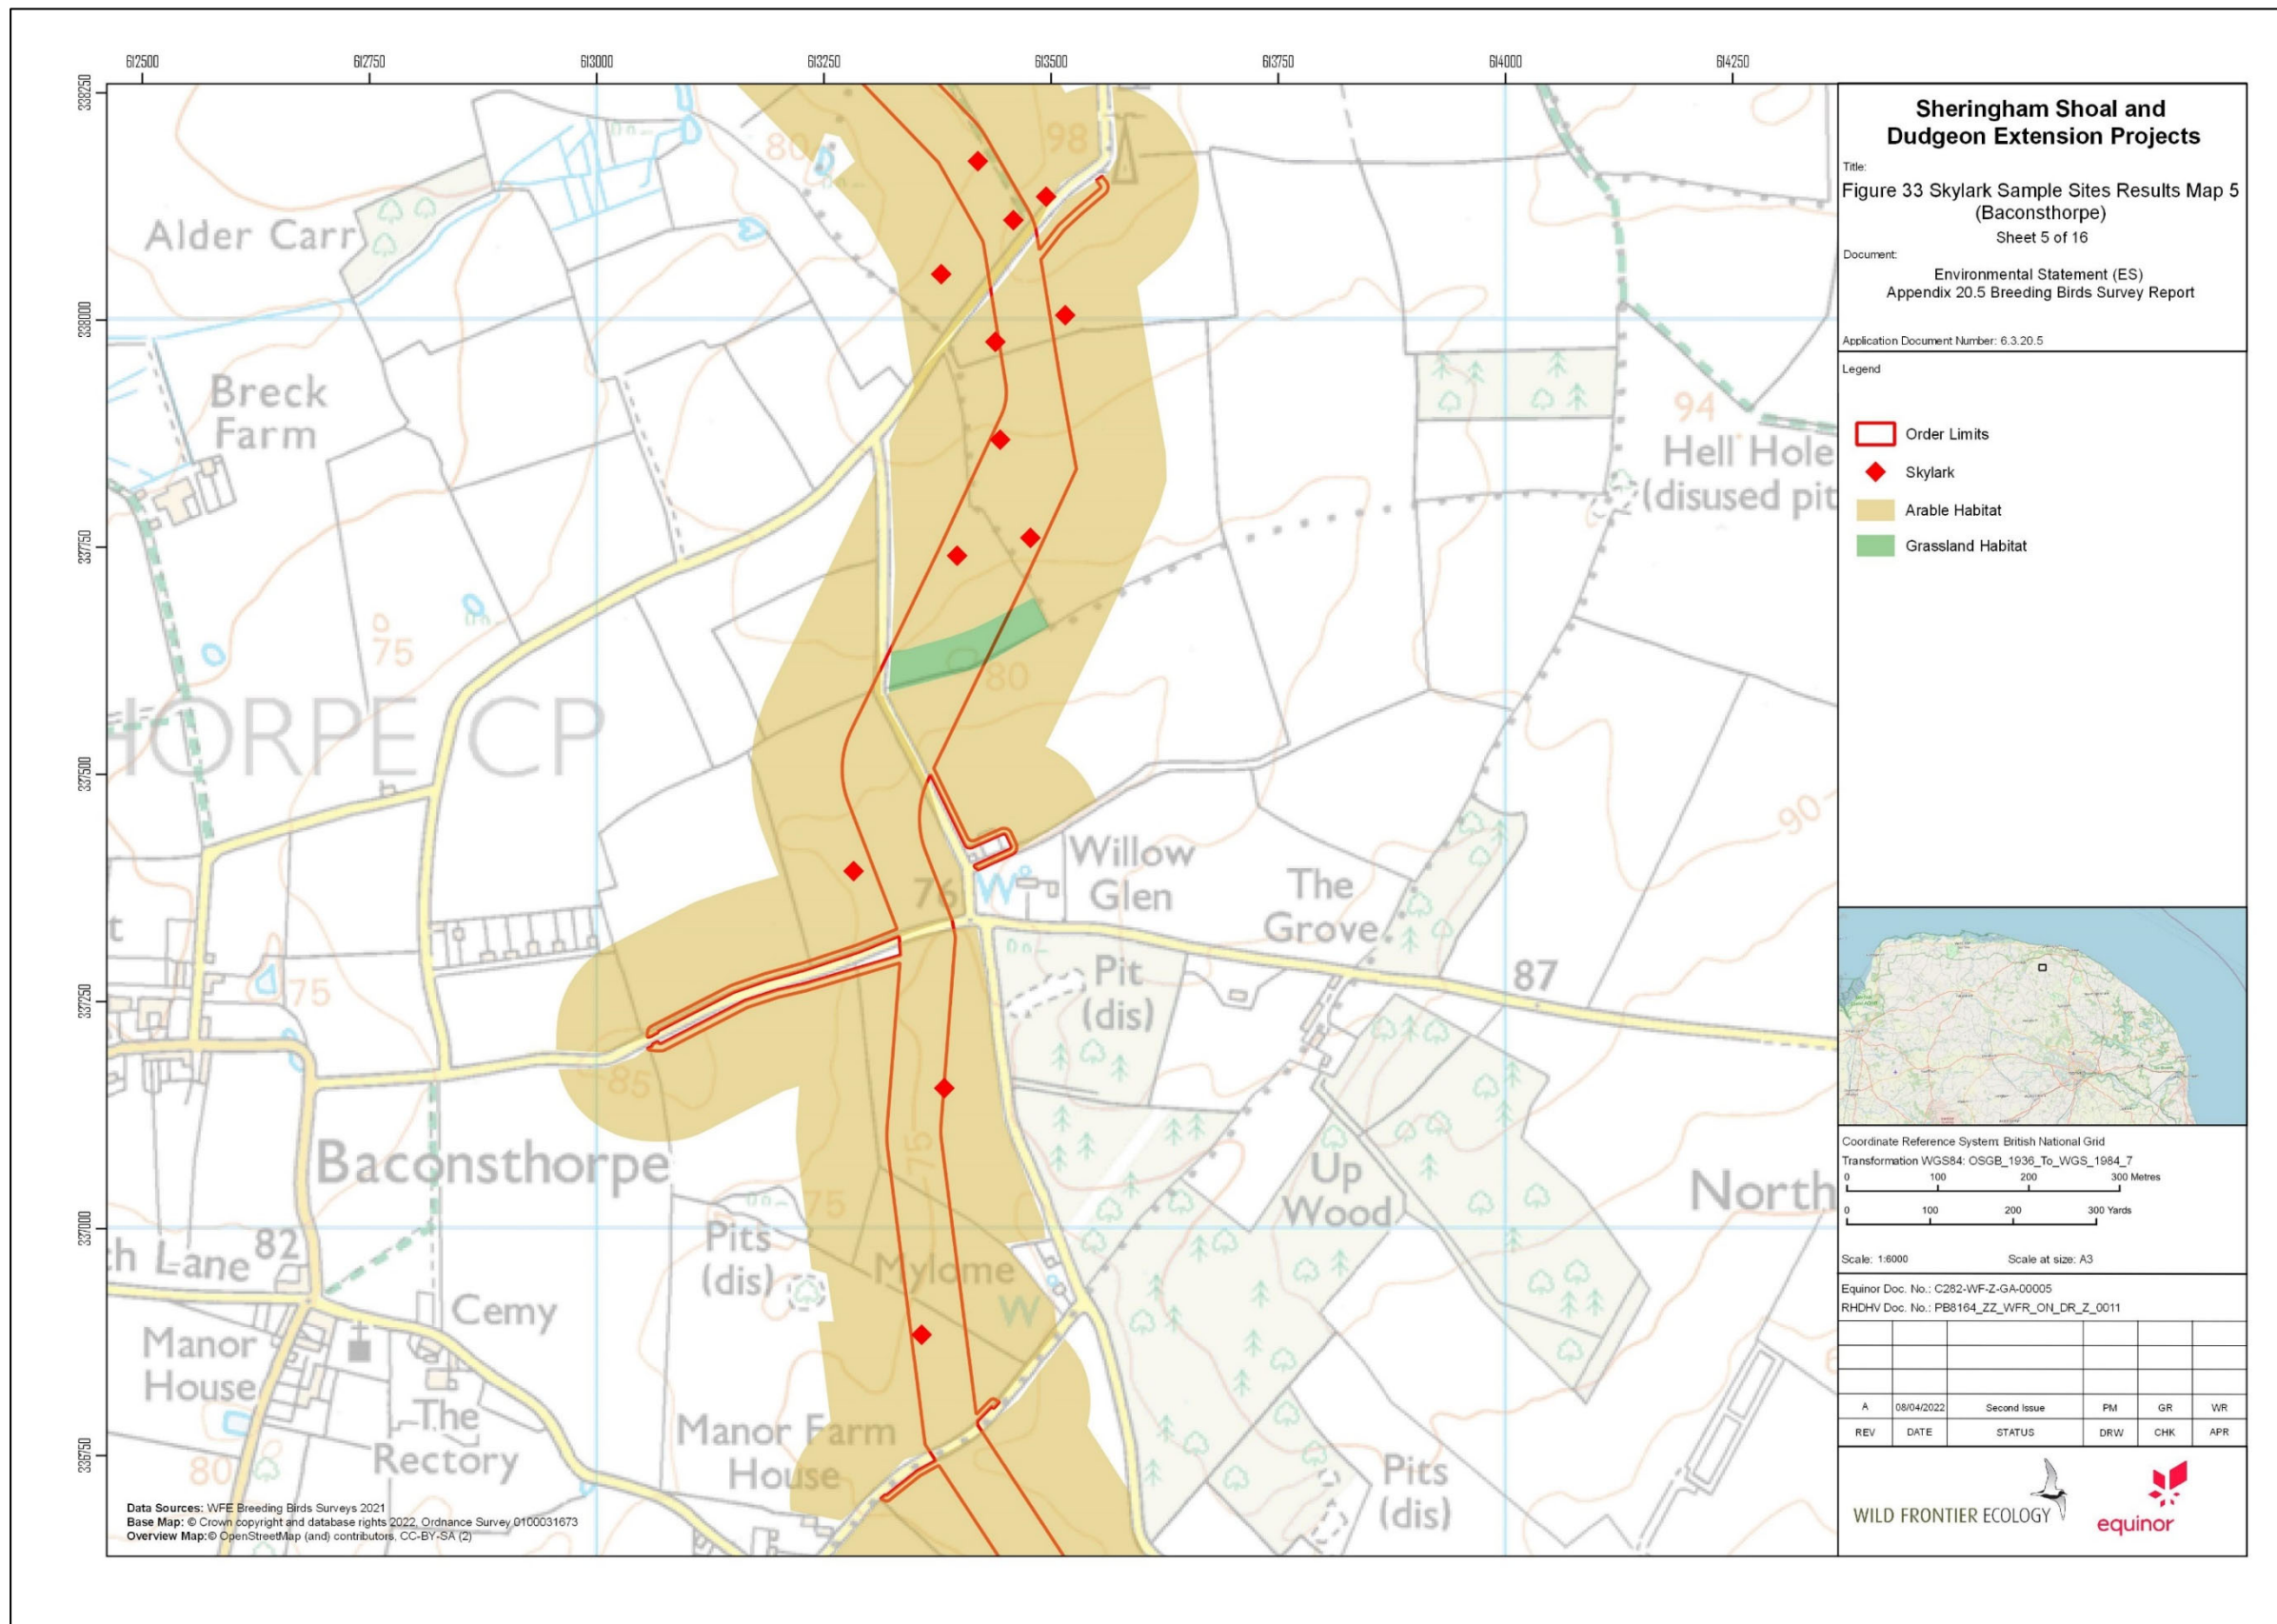 612500
612750
613000
613250
613500
613750
614000
614250
338250
338000
337750
337500
337250
337000
336750
80
98
Alder Carr
Breck
Farm
94
Hell Hole
(disused pit
75
80
HORPE CP
90
Willow
Glen
W
76
The
Grove
87
t
75
Pit
(dis)
85
Baconsthorpe
75
75
Up
Wood
North
Pits
(dis)
Mylome
W
ch Lane
82
Cemy
Manor
House
The
Rectory
80
Manor Farm
House
Pits
(dis)
Data Sources: WFE Breeding Birds Surveys 2021
Base Map: © Crown copyright and database rights 2022, Ordnance Survey 0100031673
Overview Map:© OpenStreetMap (and) contributors, CC-BY-SA (2)
Sheringham Shoal and
Dudgeon Extension Projects
Title:
Figure 33 Skylark Sample Sites Results Map 5
(Baconsthorpe)
Sheet 5 of 16
Document:
Environmental Statement (ES)
Appendix 20.5 Breeding Birds Survey Report
Application Document Number: 6.3.20.5
Legend
Order Limits
Skylark
Arable Habitat
Grassland Habitat
Coordinate Reference System: British National Grid
Transformation WGS84: OSGB_1936_To_WGS_1984_7
0 100 200 300 Metres
0 100 200 300 Yards
Scale: 1:6000 Scale at size: A3
Equinor Doc. No.: C282-WF-Z-GA-00005
RHDHV Doc. No.: PB8164_ZZ_WFR_ON_DR_Z_0011
A 08/04/2022 Second Issue PM GR WR
REV DATE STATUS DRW CHK APR
WILD FRONTIER ECOLOGY
equinor